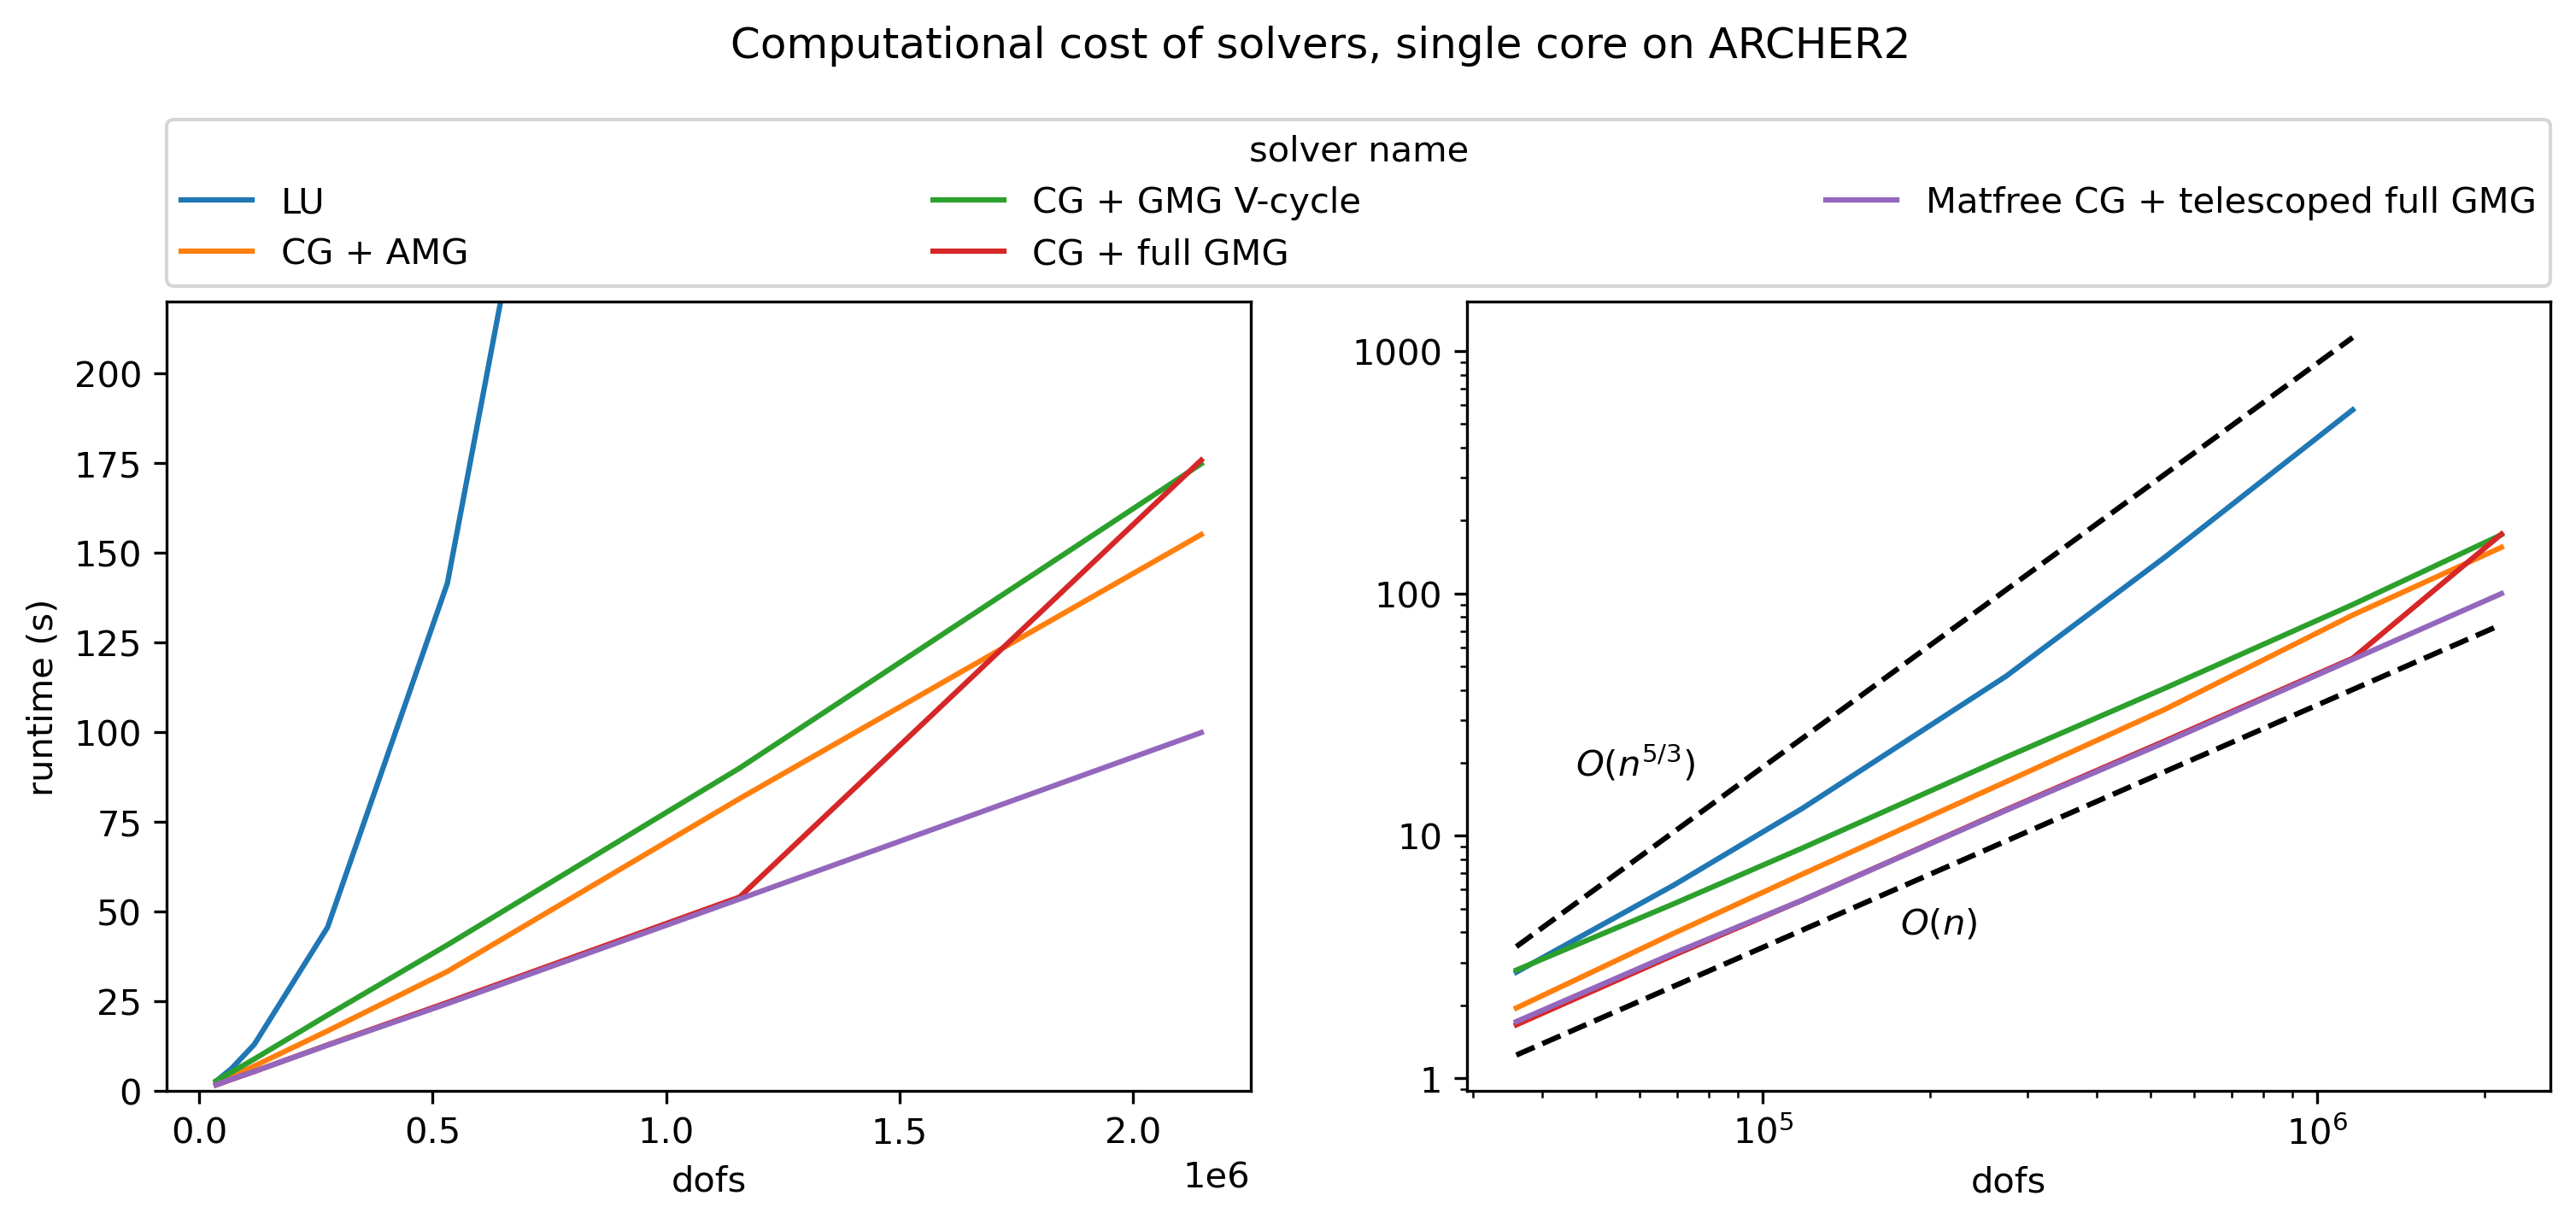 Computational cost of solvers, single core on ARCHER2
solver name
LU
CG + AMG
CG + GMG V-cycle
CG + full GMG
Matfree CG + telescoped full GMG
runtime (s)
200
175
150
125
100
75
50
25
0
0.0 0.5 1.0 1.5 2.0
1e6
dofs
1000
100
10
1
O(n^{5/3})
O(n)
10^5 10^6
dofs